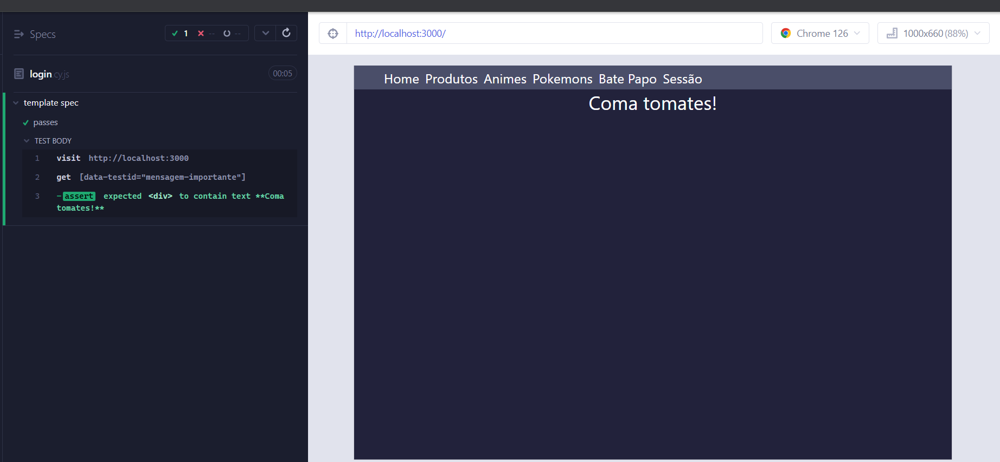 Specs
1 -- --
login.cy.js
00:05
template spec
passes
TEST BODY
1 visit http://localhost:3000
2 get [data-testid="mensagem-importante"]
3 -assert expected <div> to contain text **Coma
tomates!**
http://localhost:3000/
Chrome 126
1000x660 (88%)
Home Produtos Animes Pokemons Bate Papo Sessão
Coma tomates!